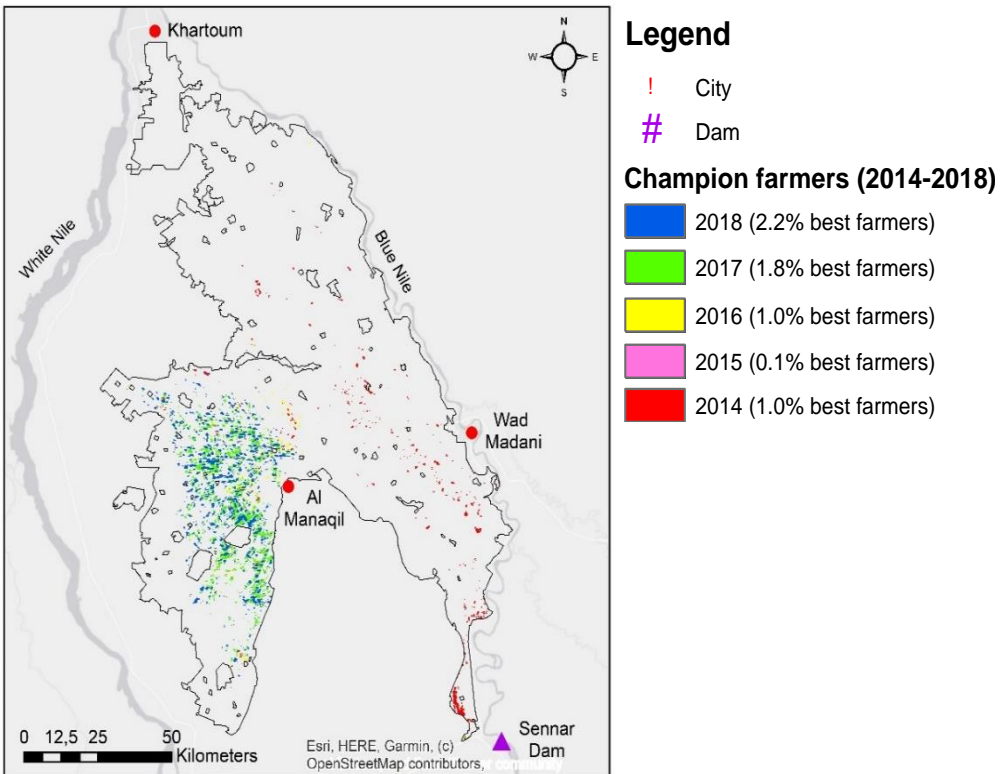 Khartoum
N
W E
S
White Nile
Blue Nile
Wad
Madani
Al
Manaqil
Sennar
Dam
0 12,5 25 50
Kilometers
Esri, HERE, Garmin, (c)
OpenStreetMap contributors,
community
Legend
! City
# Dam
Champion farmers (2014-2018)
2018 (2.2% best farmers)
2017 (1.8% best farmers)
2016 (1.0% best farmers)
2015 (0.1% best farmers)
2014 (1.0% best farmers)